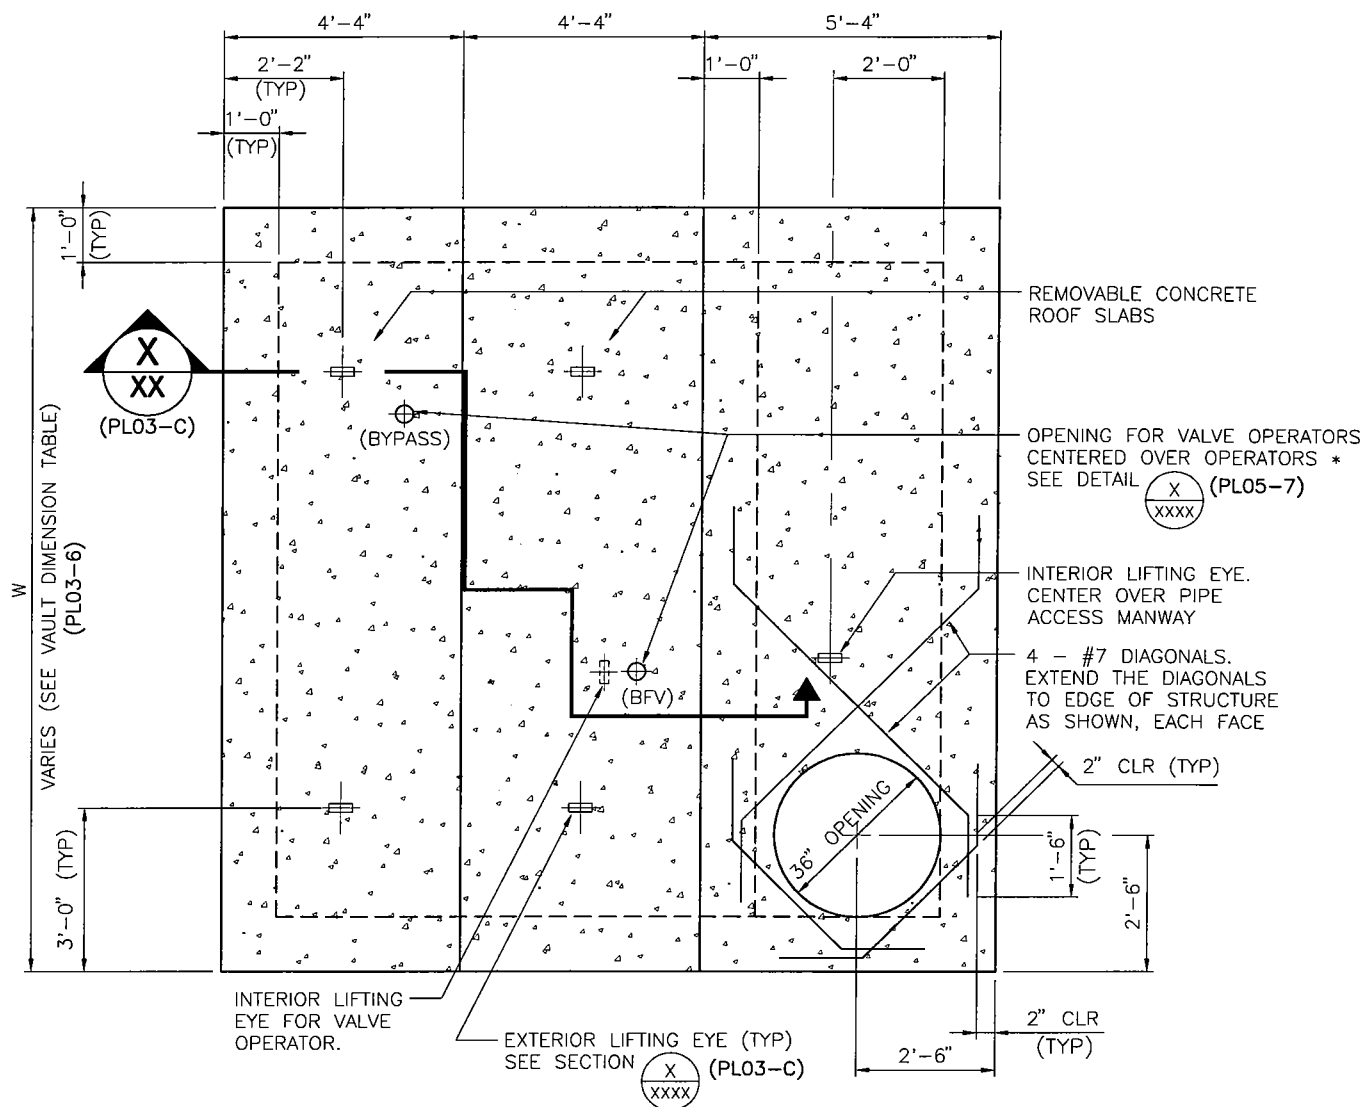 4'-4"
4'-4"
5'-4"
2'-2"
(TYP)
1'-0"
2'-0"
1'-0"
(TYP)
1'-0"
(TYP)
REMOVABLE CONCRETE
ROOF SLABS
X
XX
(PL03-C)
(BYPASS)
OPENING FOR VALVE OPERATORS
CENTERED OVER OPERATORS *
SEE DETAIL
X
XXXX
(PL05-7)
W
VARIES (SEE VAULT DIMENSION TABLE)
(PL03-6)
INTERIOR LIFTING EYE.
CENTER OVER PIPE
ACCESS MANWAY
(BFV)
4 - #7 DIAGONALS.
EXTEND THE DIAGONALS
TO EDGE OF STRUCTURE
AS SHOWN, EACH FACE
2" CLR (TYP)
36" OPENING
1'-6"
(TYP)
2'-6"
3'-0" (TYP)
INTERIOR LIFTING
EYE FOR VALVE
OPERATOR.
EXTERIOR LIFTING EYE (TYP)
SEE SECTION
X
XXXX
(PL03-C)
2" CLR
(TYP)
2'-6"